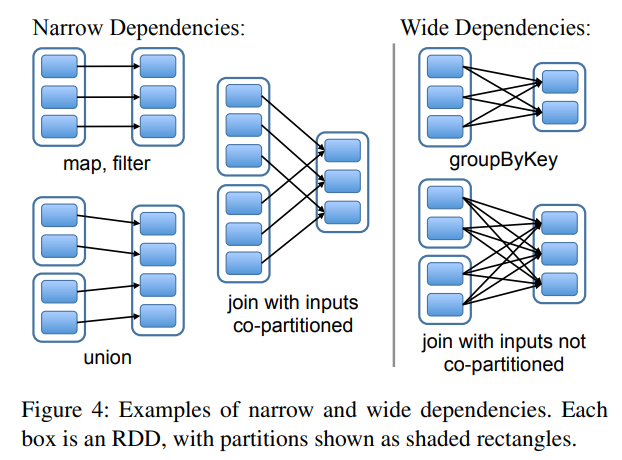 Narrow Dependencies:
Wide Dependencies:
map, filter
groupByKey
union
join with inputs
co-partitioned
join with inputs not
co-partitioned
Figure 4: Examples of narrow and wide dependencies. Each
box is an RDD, with partitions shown as shaded rectangles.